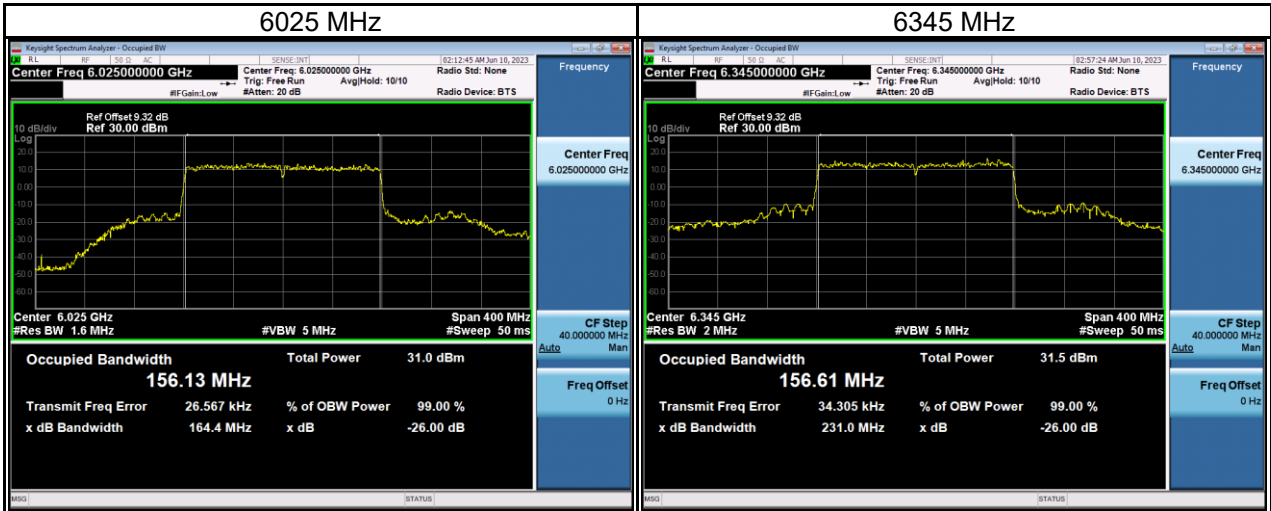 6025 MHz
6345 MHz
Keysight Spectrum Analyzer - Occupied BW
RL RF 50 Ω AC SENSE:INT 02:12:45 AM Jun 10, 2023
Center Freq 6.025000000 GHz
Center Freq: 6.025000000 GHz
Radio Std: None
Trig: Free Run Avg|Hold: 10/10
#IFGain:Low
#Atten: 20 dB
Radio Device: BTS
Frequency
Ref Offset 9.32 dB
10 dB/div
Ref 30.00 dBm
Log
20.0
10.0
0.00
-10.0
-20.0
-30.0
-40.0
-50.0
-60.0
Center Freq
6.025000000 GHz
Center 6.025 GHz
Span 400 MHz
#Res BW 1.6 MHz
#VBW 5 MHz
#Sweep 50 ms
CF Step
40.000000 MHz
Auto Man
Occupied Bandwidth
Total Power 31.0 dBm
156.13 MHz
Freq Offset
0 Hz
Transmit Freq Error 26.567 kHz % of OBW Power 99.00 %
x dB Bandwidth 164.4 MHz x dB -26.00 dB
MSG
STATUS
Keysight Spectrum Analyzer - Occupied BW
RL RF 50 Ω AC SENSE:INT 02:57:24 AM Jun 10, 2023
Center Freq 6.345000000 GHz
Center Freq: 6.345000000 GHz
Radio Std: None
Trig: Free Run Avg|Hold: 10/10
#IFGain:Low
#Atten: 20 dB
Radio Device: BTS
Frequency
Ref Offset 9.32 dB
10 dB/div
Ref 30.00 dBm
Log
20.0
10.0
0.00
-10.0
-20.0
-30.0
-40.0
-50.0
-60.0
Center Freq
6.345000000 GHz
Center 6.345 GHz
Span 400 MHz
#Res BW 2 MHz
#VBW 5 MHz
#Sweep 50 ms
CF Step
40.000000 MHz
Auto Man
Occupied Bandwidth
Total Power 31.5 dBm
156.61 MHz
Freq Offset
0 Hz
Transmit Freq Error 34.305 kHz % of OBW Power 99.00 %
x dB Bandwidth 231.0 MHz x dB -26.00 dB
MSG
STATUS